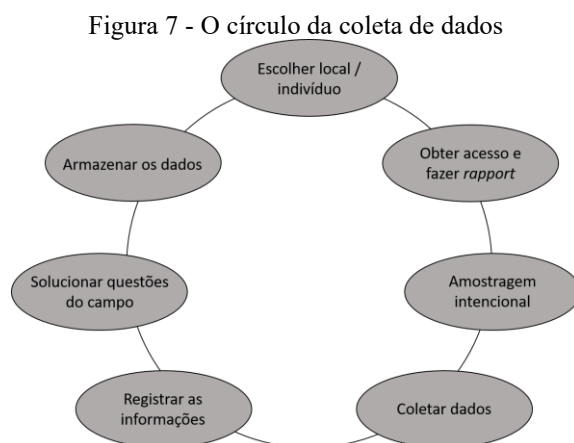 Figura 7 - O círculo da coleta de dados
Escolher local /
indivíduo
Obter acesso e
fazer rapport
Amostragem
intencional
Coletar dados
Registrar as
informações
Solucionar questões
do campo
Armazenar os dados